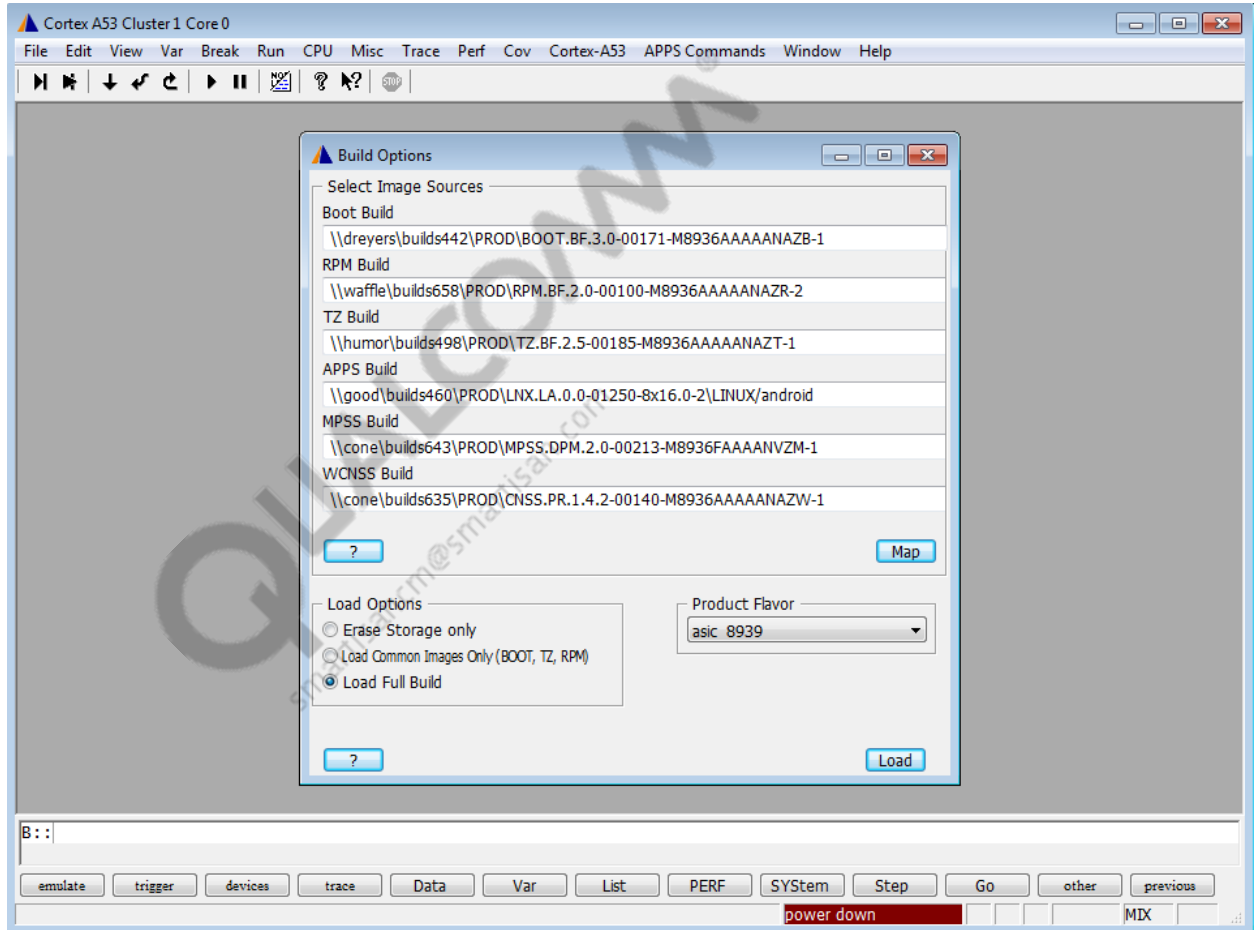 Cortex A53 Cluster 1 Core 0
File Edit View Var Break Run CPU Misc Trace Perf Cov Cortex-A53 APPS Commands Window Help
NOP STOP
Build Options
Select Image Sources
Boot Build
\\dreyers\builds442\PROD\BOOT.BF.3.0-00171-M8936AAAAANAZB-1
RPM Build
\\waffle\builds658\PROD\RPM.BF.2.0-00100-M8936AAAAANAZR-2
TZ Build
\\humor\builds498\PROD\TZ.BF.2.5-00185-M8936AAAAANAZT-1
APPS Build
\\good\builds460\PROD\LNX.LA.0.0-01250-8x16.0-2\LINUX/android
MPSS Build
\\cone\builds643\PROD\MPSS.DPM.2.0-00213-M8936FAAAANVZM-1
WCNSS Build
\\cone\builds635\PROD\CNSS.PR.1.4.2-00140-M8936AAAAANAZW-1
? Map
Load Options Product Flavor
Erase Storage only asic 8939
Load Common Images Only (BOOT, TZ, RPM)
Load Full Build
? Load
QUALCOMM®
B::
emulate trigger devices trace Data Var List PERF SYStem Step Go other previous
power down MIX